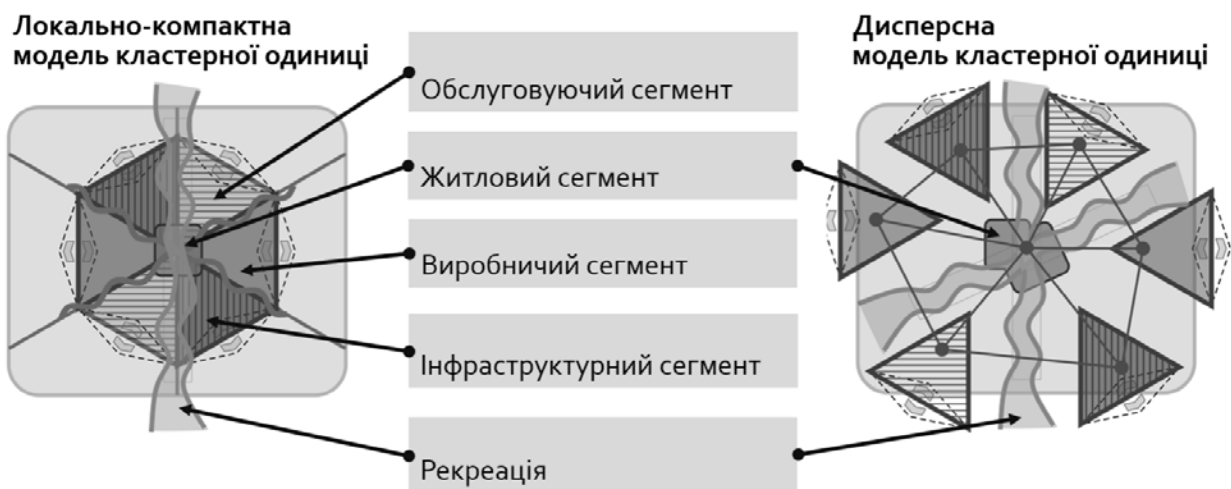 Локально-компактна
модель кластерної одиниці
Дисперсна
модель кластерної одиниці
Обслуговуючий сегмент
Житловий сегмент
Виробничий сегмент
Інфраструктурний сегмент
Рекреація